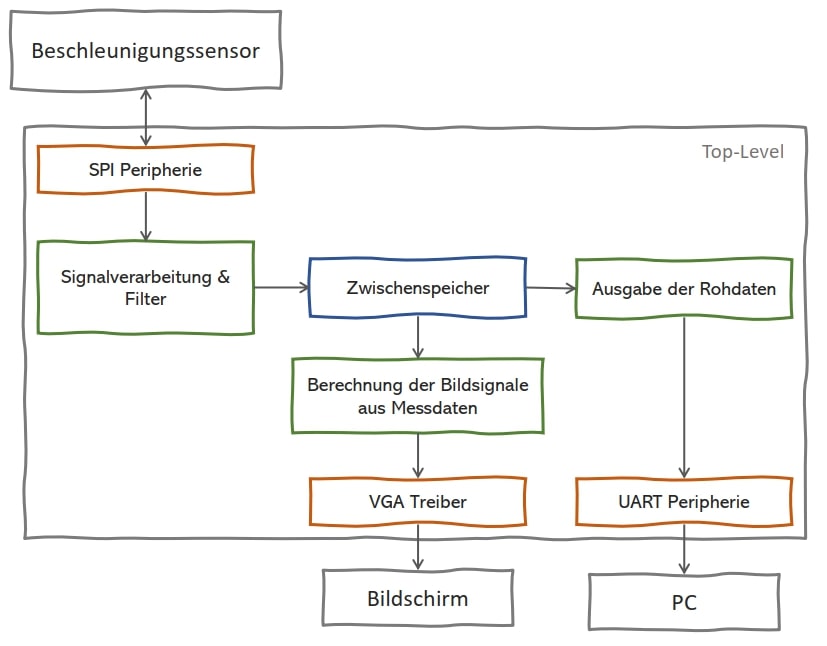 Beschleunigungssensor
Top-Level
SPI Peripherie
Signalverarbeitung &
Filter
Zwischenspeicher
Ausgabe der Rohdaten
Berechnung der Bildsignale
aus Messdaten
VGA Treiber
UART Peripherie
Bildschirm
PC